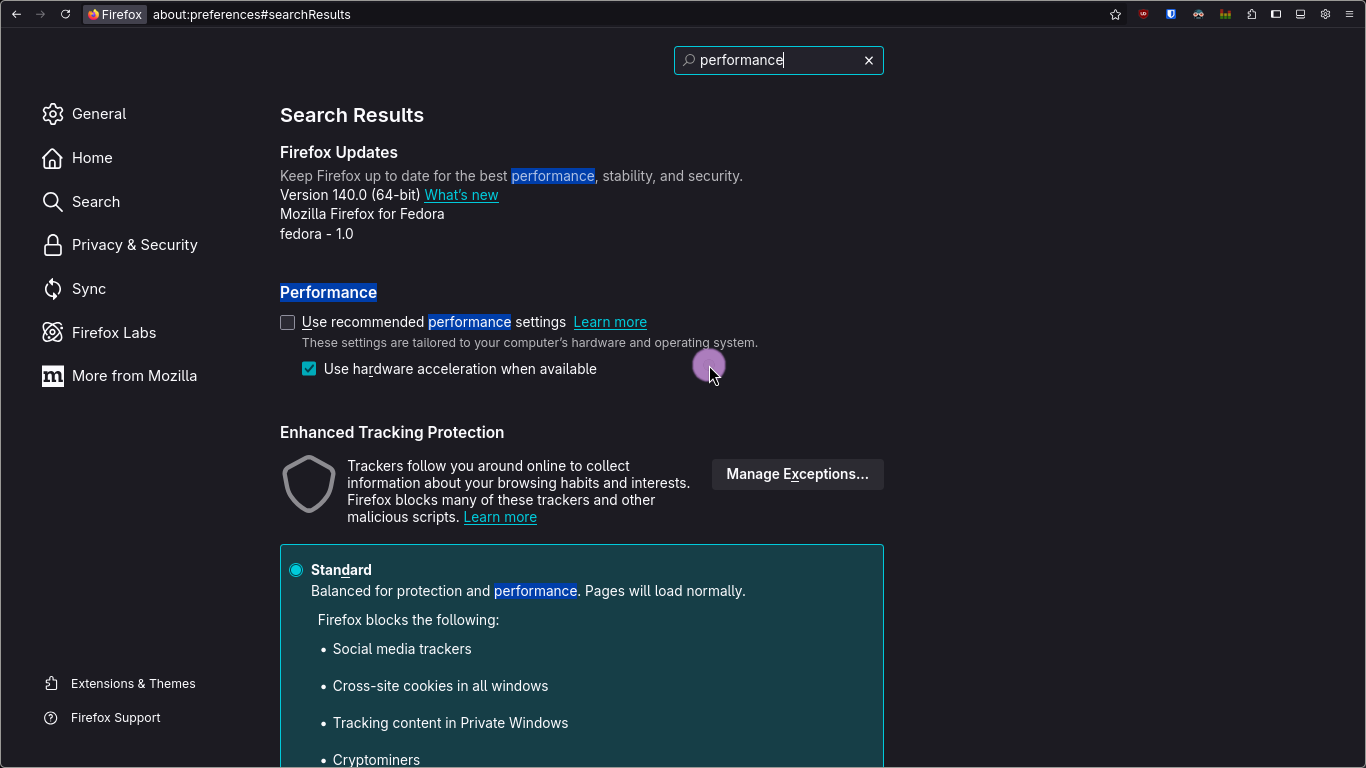 Firefox about:preferences#searchResults
performance
General
Home
Search
Privacy & Security
Sync
Firefox Labs
More from Mozilla
Extensions & Themes
Firefox Support
Search Results
Firefox Updates
Keep Firefox up to date for the best performance, stability, and security.
Version 140.0 (64-bit) What's new
Mozilla Firefox for Fedora
fedora - 1.0
Performance
Use recommended performance settings Learn more
These settings are tailored to your computer's hardware and operating system.
Use hardware acceleration when available
Enhanced Tracking Protection
Trackers follow you around online to collect
information about your browsing habits and interests.
Firefox blocks many of these trackers and other
malicious scripts. Learn more
Manage Exceptions...
Standard
Balanced for protection and performance. Pages will load normally.
Firefox blocks the following:
• Social media trackers
• Cross-site cookies in all windows
• Tracking content in Private Windows
• Cryptominers